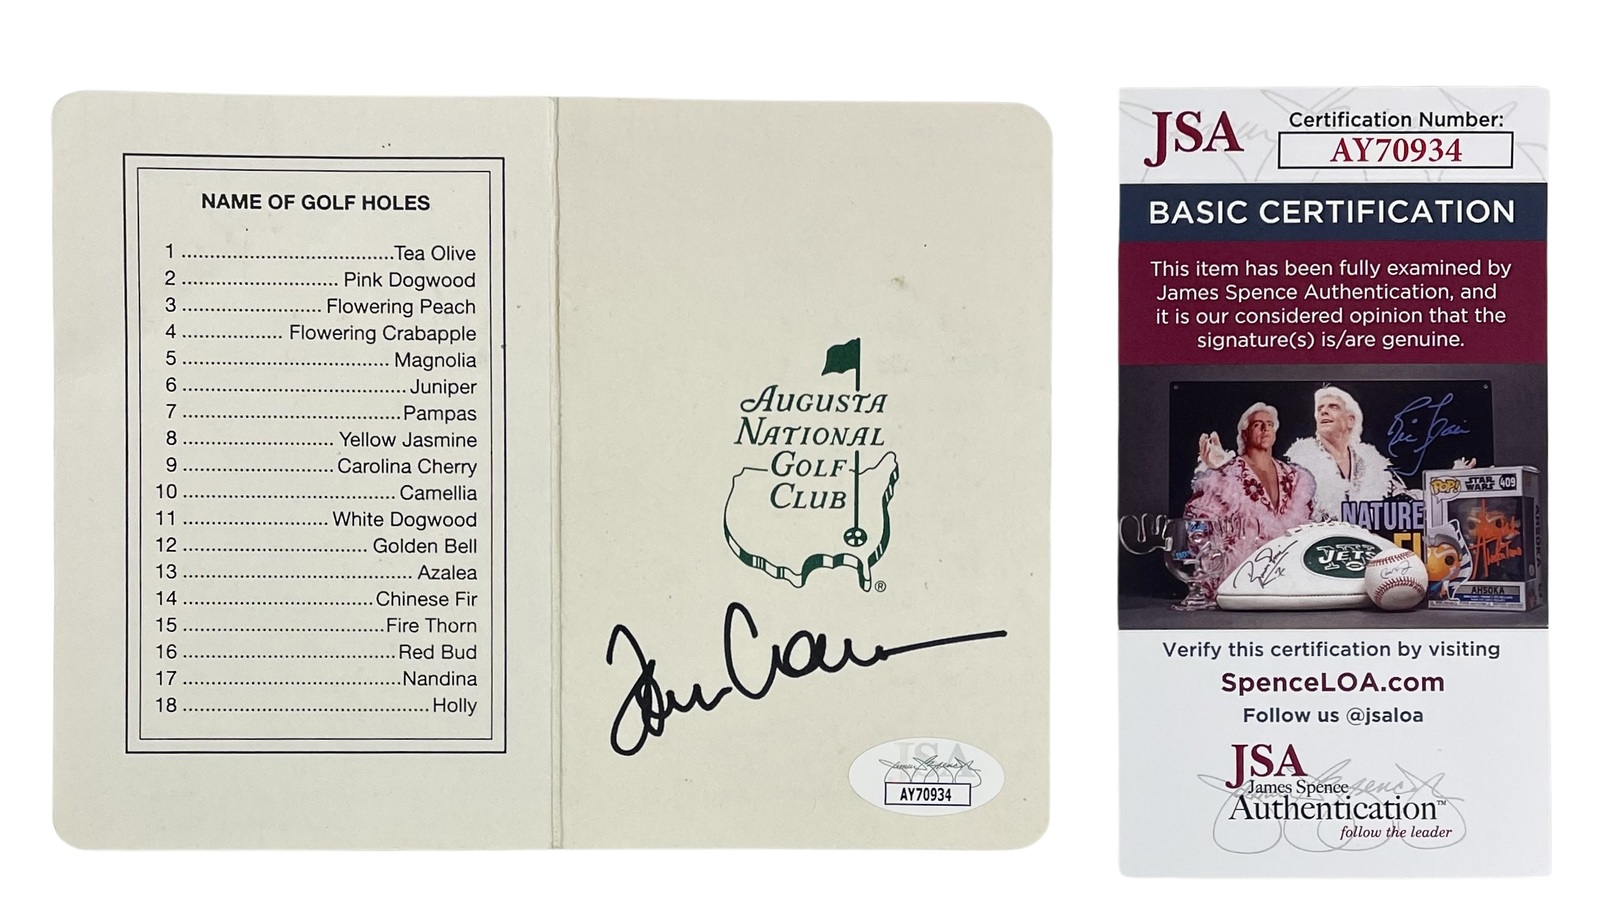 NAME OF GOLF HOLES
1 ........................................Tea Olive
2 ............................. Pink Dogwood
3 .......................... Flowering Peach
4 ................... Flowering Crabapple
5 ....................................... Magnolia
6 .......................................... Juniper
7 .........................................Pampas
8 ............................ Yellow Jasmine
9 ............................Carolina Cherry
10 ........................................ Camellia
11 ...........................White Dogwood
12 ................................... Golden Bell
13 ........................................... Azalea
14 ....................................Chinese Fir
15 ......................................Fire Thorn
16 ........................................Red Bud
17 .........................................Nandina
18 ..............................................Holly
AUGUSTA
NATIONAL
GOLF
CLUB
®
JSA
AY70934
JSA
Certification Number:
AY70934
BASIC CERTIFICATION
This item has been fully examined by
James Spence Authentication, and
it is our considered opinion that the
signature(s) is/are genuine.
Ric Flair
NATURE
JETS
POP!
STAR WARS
409
AHSOKA
Verify this certification by visiting
SpenceLOA.com
Follow us @jsaloa
JSA
James Spence
Authentication™
follow the leader